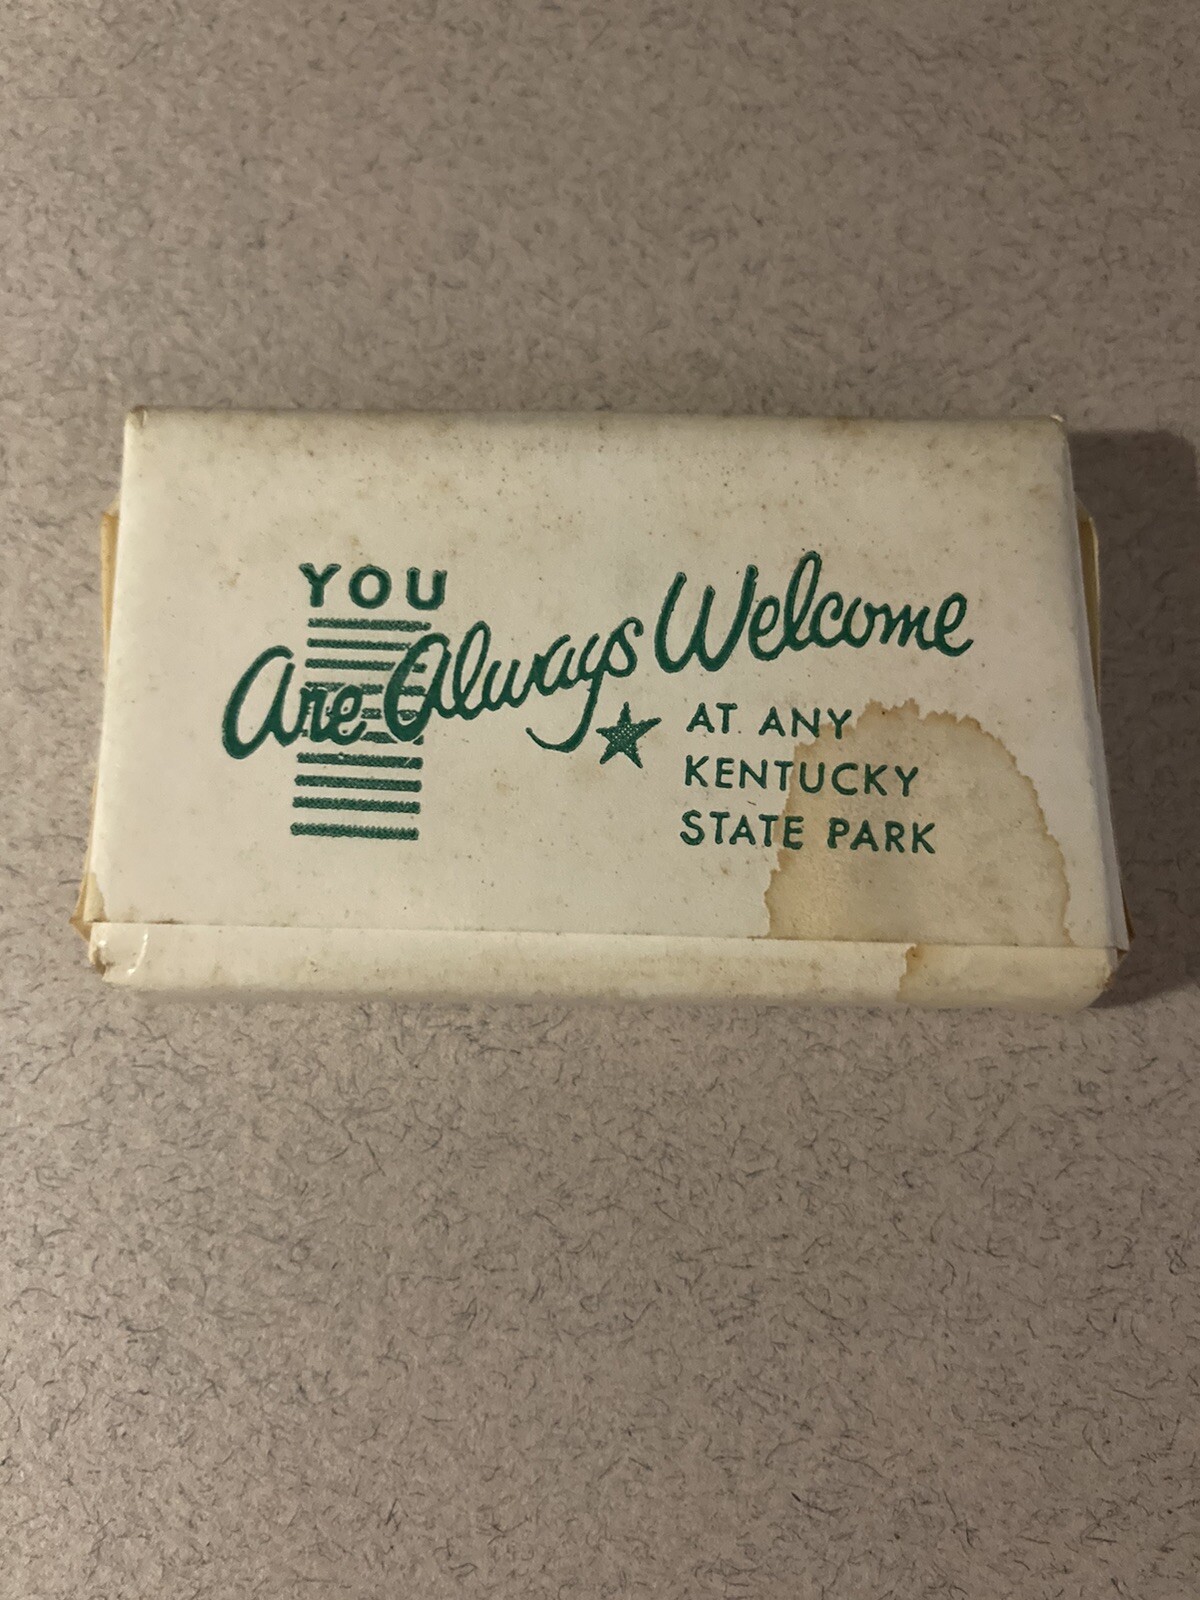 YOU
Are Always Welcome
AT ANY
KENTUCKY
STATE PARK